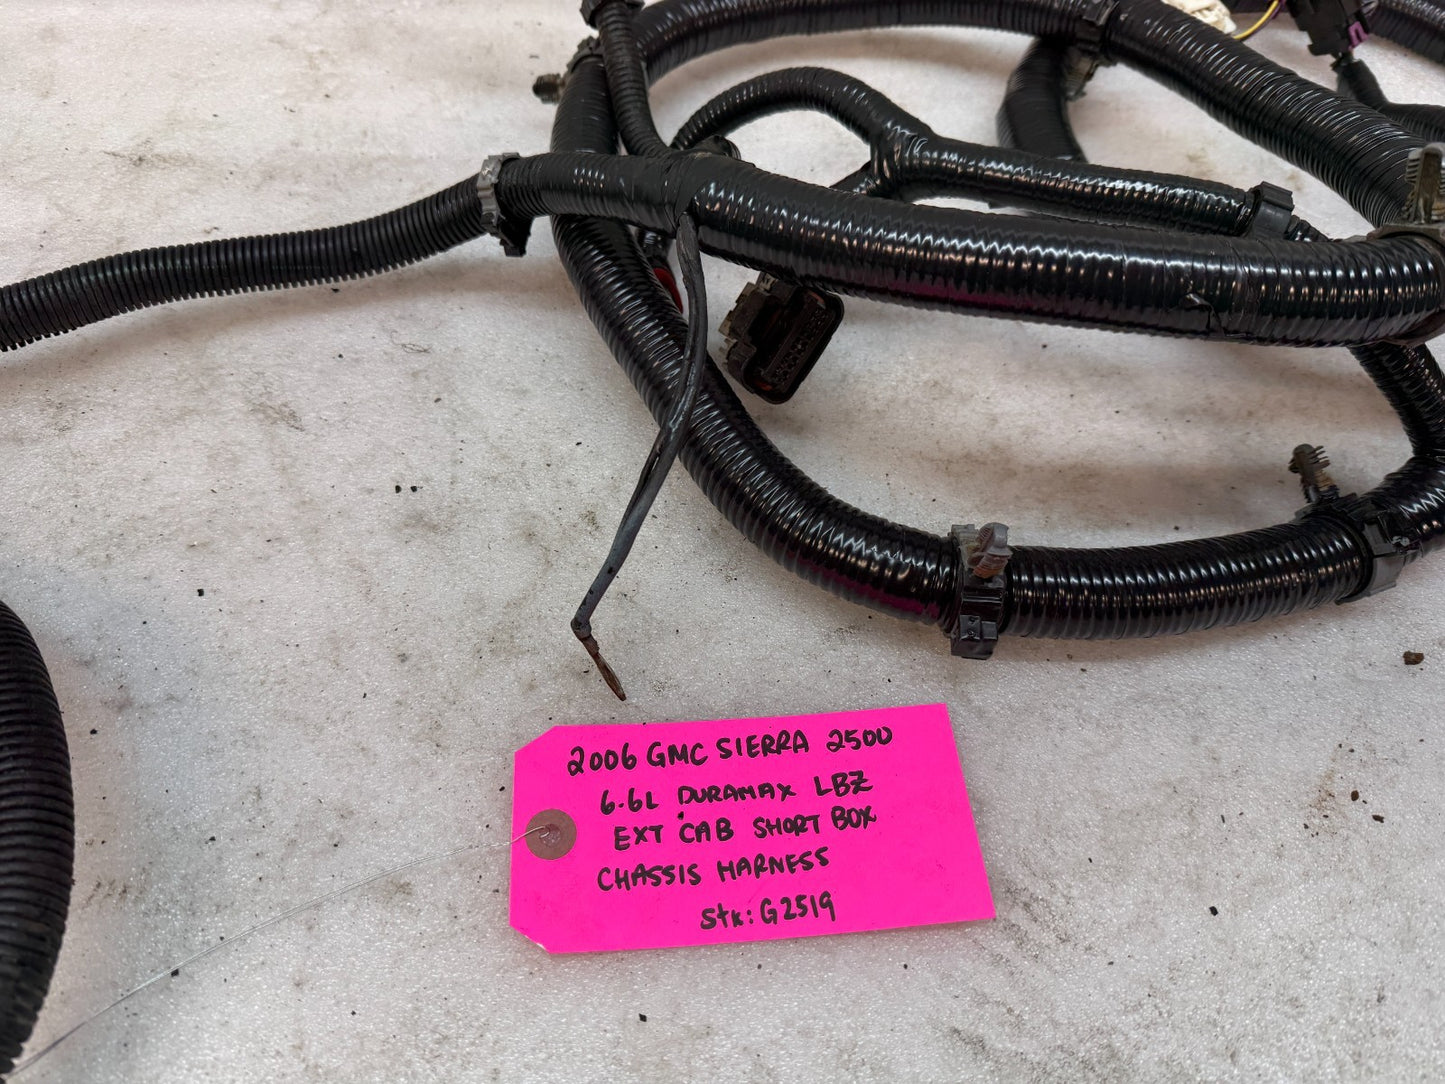 2006 GMC SIERRA 2500
6.6L DURAMAX LBZ
EXT CAB SHORT BOX
CHASSIS HARNESS
Stk: G2519